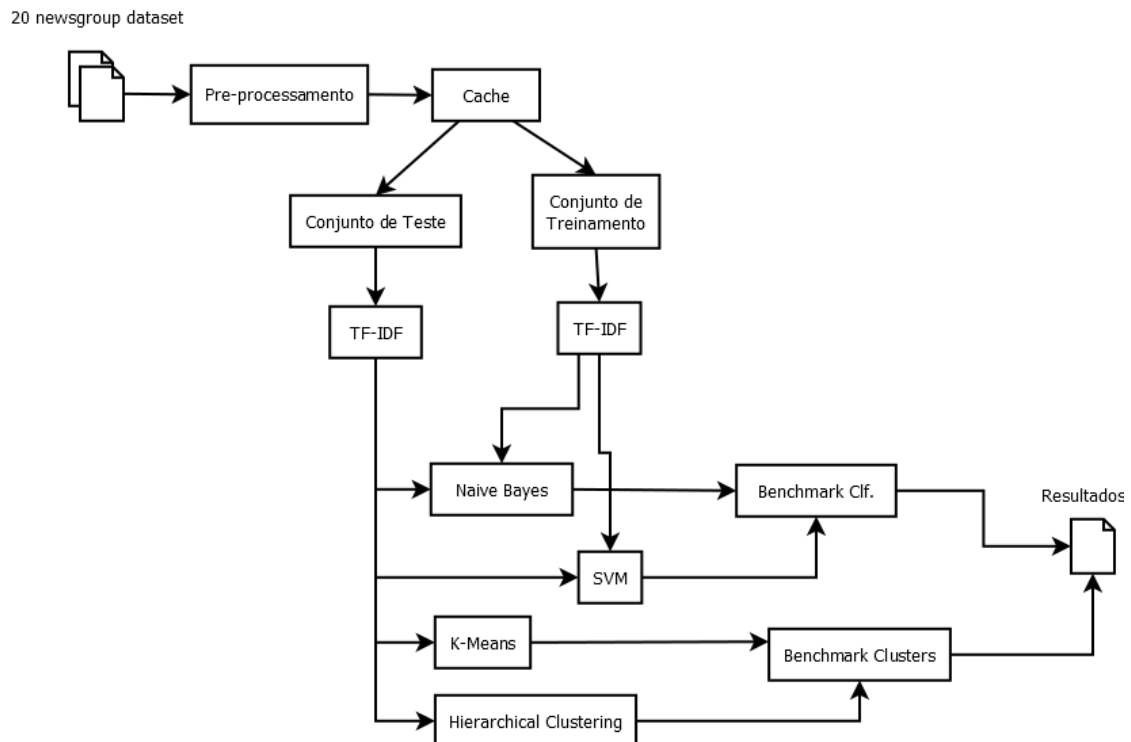 20 newsgroup dataset
Pre-processamento
Cache
Conjunto de Teste
Conjunto de
Treinamento
TF-IDF
TF-IDF
Naive Bayes
Benchmark Clf.
Resultados
SVM
K-Means
Benchmark Clusters
Hierarchical Clustering